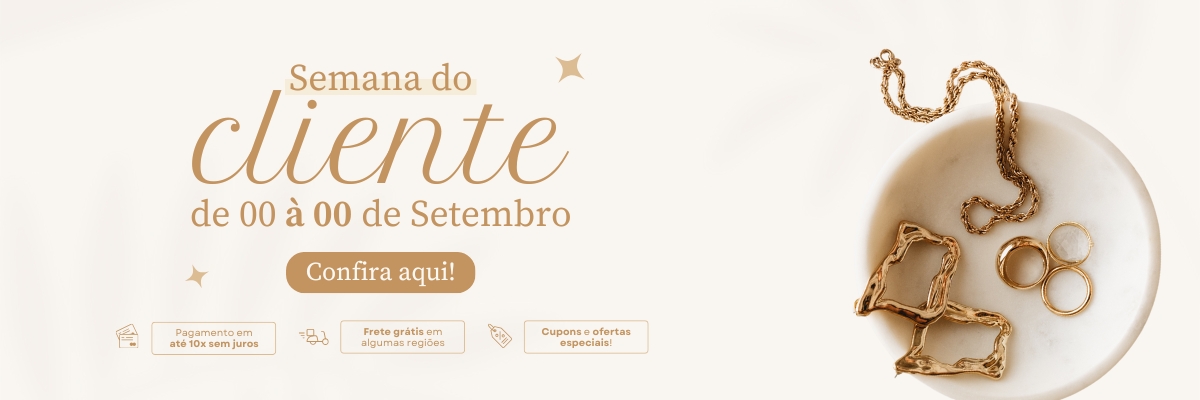 Semana do
cliente
de 00 à 00 de Setembro
Confira aqui!
Pagamento em
até 10x sem juros
Frete grátis em
algumas regiões
Cupons e ofertas
especiais!